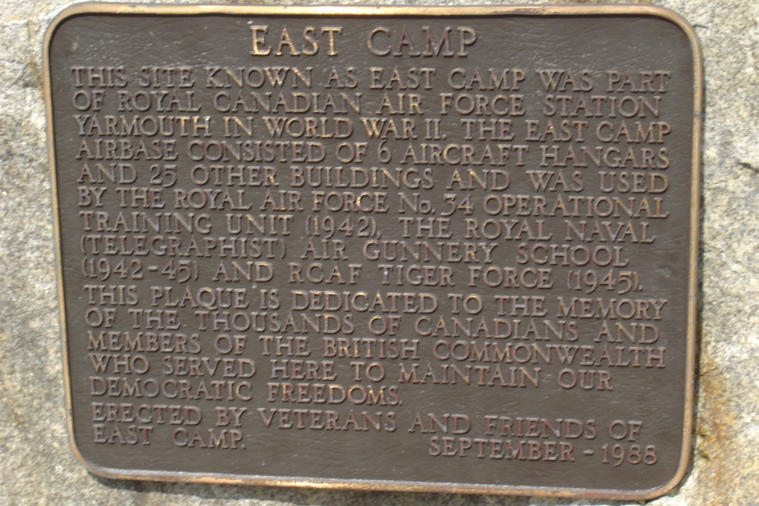 EAST CAMP
THIS SITE KNOWN AS EAST CAMP WAS PART
OF ROYAL CANADIAN AIR FORCE STATION
YARMOUTH IN WORLD WAR II. THE EAST CAMP
AIRBASE CONSISTED OF 6 AIRCRAFT HANGARS
AND 25 OTHER BUILDINGS AND WAS USED
BY THE ROYAL AIR FORCE No. 34 OPERATIONAL
TRAINING UNIT (1942), THE ROYAL NAVAL
(TELEGRAPHIST) AIR GUNNERY SCHOOL
(1942-45) AND RCAF TIGER FORCE (1945).
THIS PLAQUE IS DEDICATED TO THE MEMORY
OF THE THOUSANDS OF CANADIANS AND
MEMBERS OF THE BRITISH COMMONWEALTH
WHO SERVED HERE TO MAINTAIN OUR
DEMOCRATIC FREEDOMS.
ERECTED BY VETERANS AND FRIENDS OF
EAST CAMP. SEPTEMBER - 1988